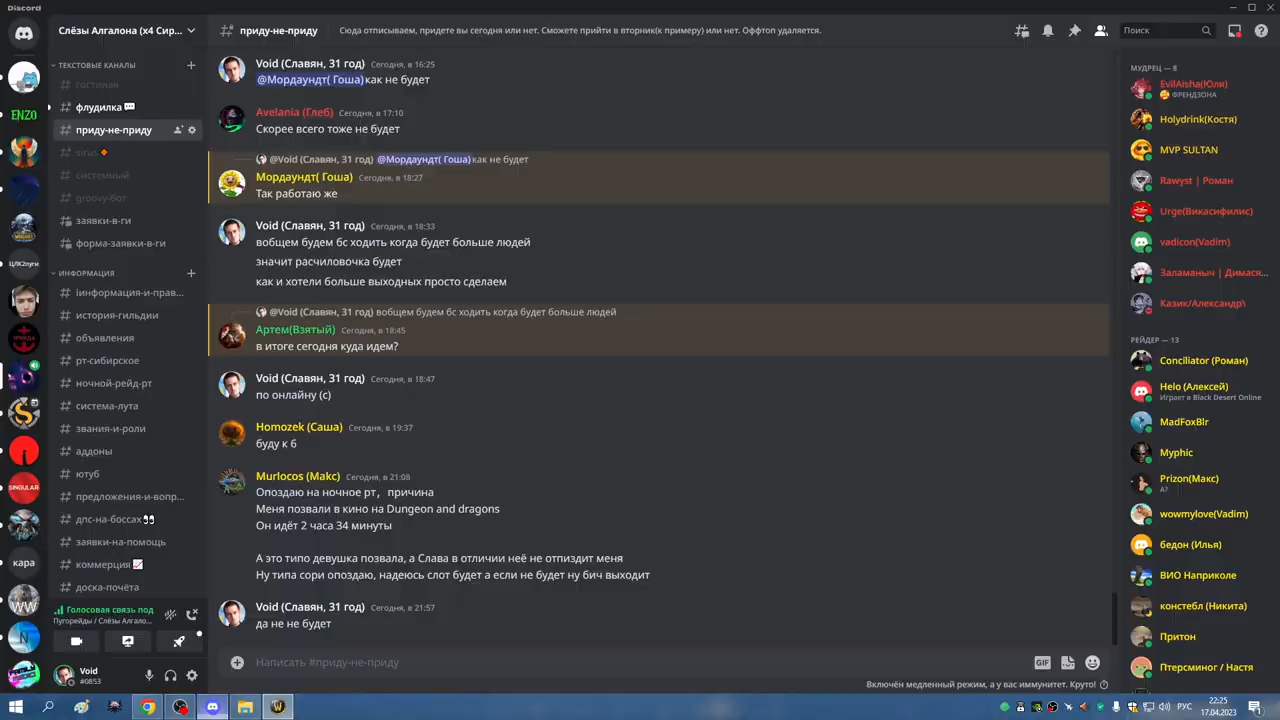 Discord
Слёзы Алгалона (x4 Сир...
приду-не-приду
Сюда отписываем, придете вы сегодня или нет. Сможете прийти в вторник(к примеру) или нет. Оффтоп удаляется.
Поиск
ТЕКСТОВЫЕ КАНАЛЫ
гостиная
флудилка
приду-не-приду
sirus
системный
groovy-бот
заявки-в-ги
форма-заявки-в-ги
ИНФОРМАЦИЯ
іинформация-и-прав...
история-гильдии
объявления
рт-сибирское
ночной-рейд-рт
система-лута
звания-и-роли
аддоны
ютуб
предложения-и-вопр...
дпс-на-боссах
заявки-на-помощь
коммерция
доска-почёта
Голосовая связь под
Пугорейды / Слёзы Алгало...
Void
#0853
ENZO
ЦЛК2пуги
ТРИАДА
SINGULAR
кара
WW
Void (Славян, 31 год) Сегодня, в 16:25
@Мордаундт( Гоша) как не будет
Avelania (Глеб) Сегодня, в 17:10
Скорее всего тоже не будет
@Void (Славян, 31 год) @Мордаундт( Гоша) как не будет
Мордаундт( Гоша) Сегодня, в 18:27
Так работаю же
Void (Славян, 31 год) Сегодня, в 18:33
вобщем будем бс ходить когда будет больше людей
значит расчиловочка будет
как и хотели больше выходных просто сделаем
@Void (Славян, 31 год) вобщем будем бс ходить когда будет больше людей
Артем(Взятый) Сегодня, в 18:45
в итоге сегодня куда идем?
Void (Славян, 31 год) Сегодня, в 18:47
по онлайну (с)
Homozek (Саша) Сегодня, в 19:37
буду к 6
Murlocos (Макс) Сегодня, в 21:08
Опоздаю на ночное рт, причина
Меня позвали в кино на Dungeon and dragons
Он идёт 2 часа 34 минуты
А это типо девушка позвала, а Слава в отличии неё не отпиздит меня
Ну типа сори опоздаю, надеюсь слот будет а если не будет ну бич выходит
Void (Славян, 31 год) Сегодня, в 21:57
да не не будет
Написать #приду-не-приду
GIF
Включён медленный режим, а у вас иммунитет. Круто!
МУДРЕЦ — 8
EvilAisha(Юля)
ФРЕНДЗОНА
Holydrink(Костя)
MVP SULTAN
Rawyst | Роман
Urge(Викасифилис)
vadicon(Vadim)
Заламаныч | Димася...
Казик/Александр\
РЕЙДЕР — 13
Conciliator (Роман)
Helo (Алексей)
Играет в Black Desert Online
MadFoxBlr
Myphic
Prizon(Макс)
А?
wowmylove(Vadim)
бедон (Илья)
ВИО Наприколе
констебл (Никита)
Притон
Птерсминог / Настя
РУС
22:25
17.04.2023